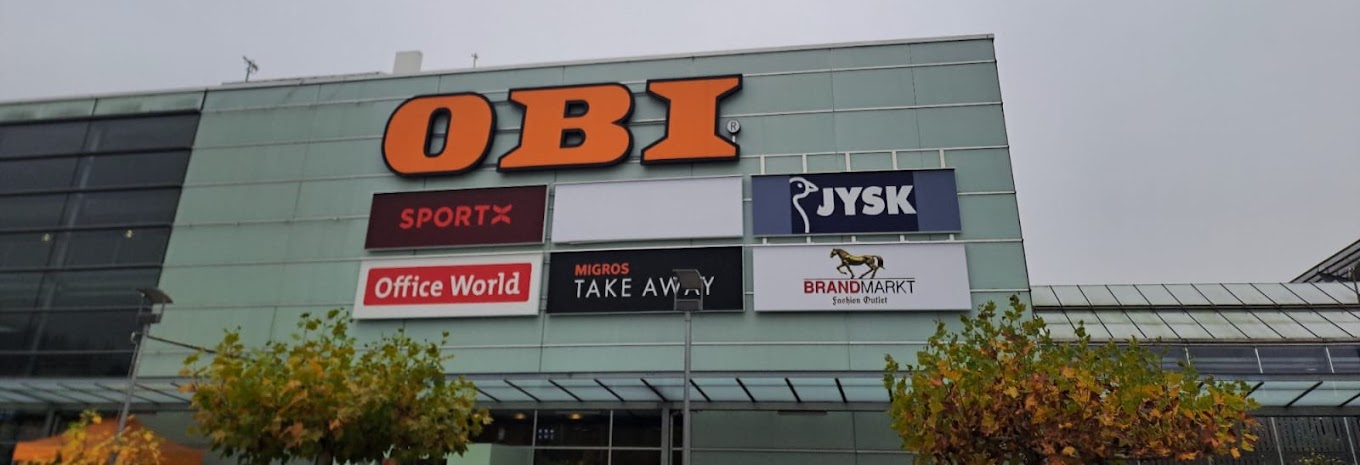 OBI
®
SPORTX
JYSK
Office World
MIGROS
TAKE AWAY
BRANDMARKT
Fashion Outlet